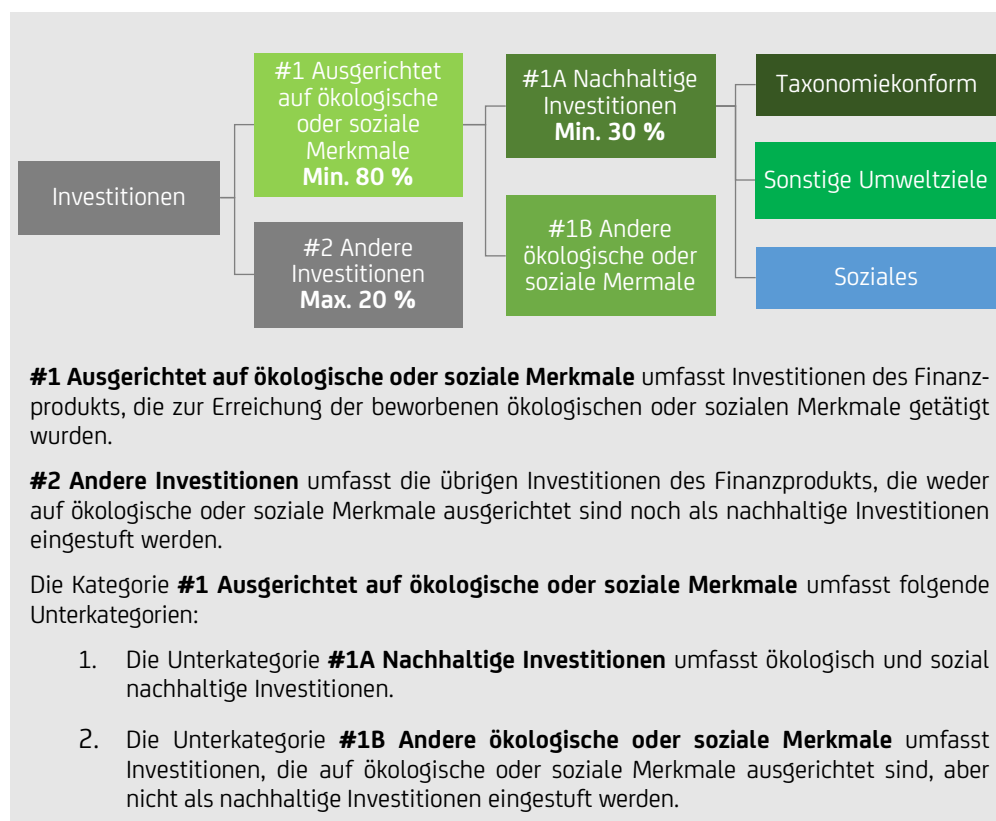 #1 Ausgerichtet
auf ökologische
oder soziale
Merkmale
Min. 80 %
#1A Nachhaltige
Investitionen
Min. 30 %
Taxonomiekonform
Investitionen
Sonstige Umweltziele
#2 Andere
Investitionen
Max. 20 %
#1B Andere
ökologische oder
soziale Mermale
Soziales
#1 Ausgerichtet auf ökologische oder soziale Merkmale umfasst Investitionen des Finanz-
produkts, die zur Erreichung der beworbenen ökologischen oder sozialen Merkmale getätigt
wurden.
#2 Andere Investitionen umfasst die übrigen Investitionen des Finanzprodukts, die weder
auf ökologische oder soziale Merkmale ausgerichtet sind noch als nachhaltige Investitionen
eingestuft werden.
Die Kategorie #1 Ausgerichtet auf ökologische oder soziale Merkmale umfasst folgende
Unterkategorien:
1. Die Unterkategorie #1A Nachhaltige Investitionen umfasst ökologisch und sozial
nachhaltige Investitionen.
2. Die Unterkategorie #1B Andere ökologische oder soziale Merkmale umfasst
Investitionen, die auf ökologische oder soziale Merkmale ausgerichtet sind, aber
nicht als nachhaltige Investitionen eingestuft werden.